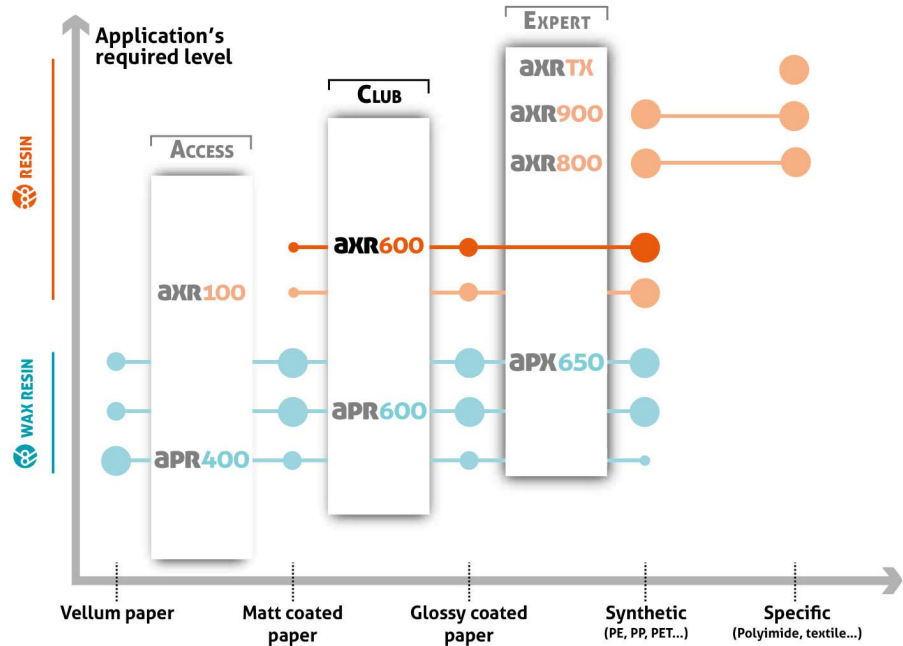 Application's
required level
EXPERT
CLUB
ACCESS
RESIN
WAX RESIN
aXRTX
aXR900
aXR800
aXR600
aXR100
aPX650
aPR600
aPR400
Vellum paper
Matt coated
paper
Glossy coated
paper
Synthetic
(PE, PP, PET...)
Specific
(Polyimide, textile...)